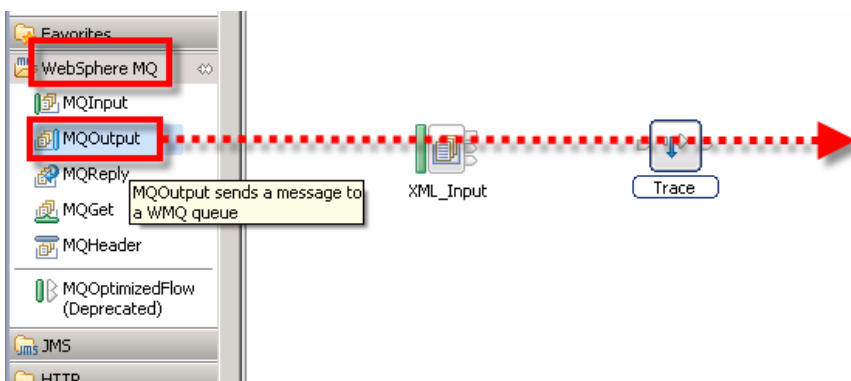 Favorites
WebSphere MQ
MQInput
MQOutput
MQReply
MQOutput sends a message to
a WMQ queue
MQGet
MQHeader
MQOptimizedFlow
(Deprecated)
JMS
HTTP
XML_Input
Trace